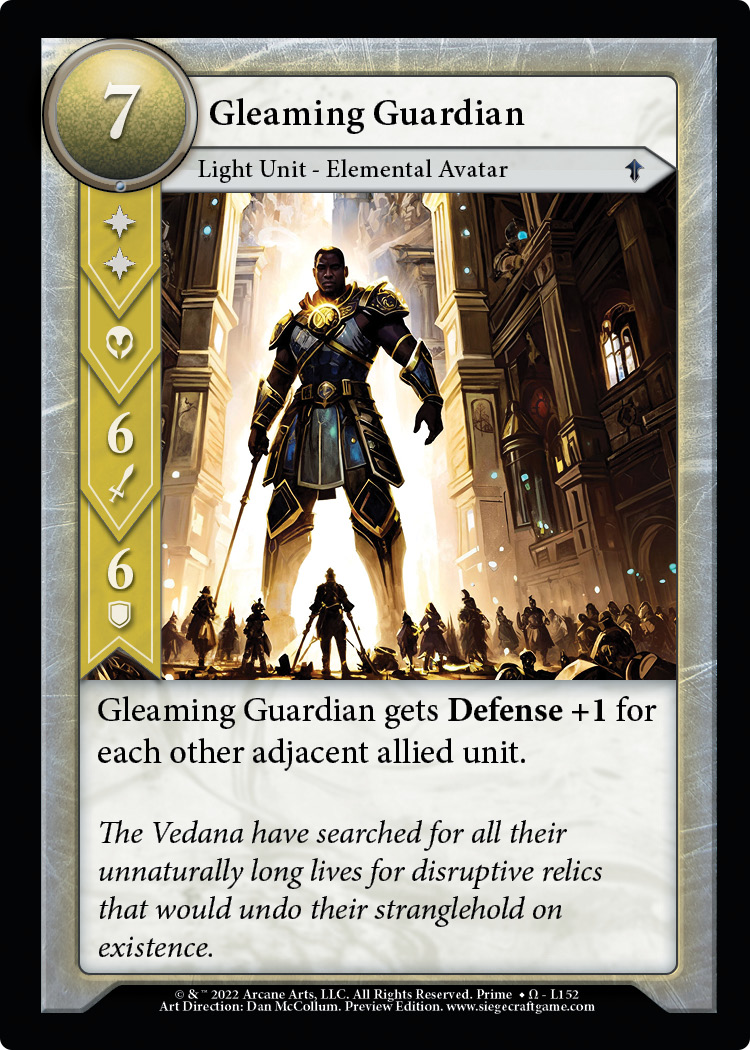 7
Gleaming Guardian
Light Unit - Elemental Avatar
6
6
Gleaming Guardian gets Defense +1 for
each other adjacent allied unit.
The Vedana have searched for all their
unnaturally long lives for disruptive relics
that would undo their stranglehold on
existence.
© & ™ 2022 Arcane Arts, LLC. All Rights Reserved. Prime ◆ Ω - L152
Art Direction: Dan McCollum. Preview Edition. www.siegecraftgame.com